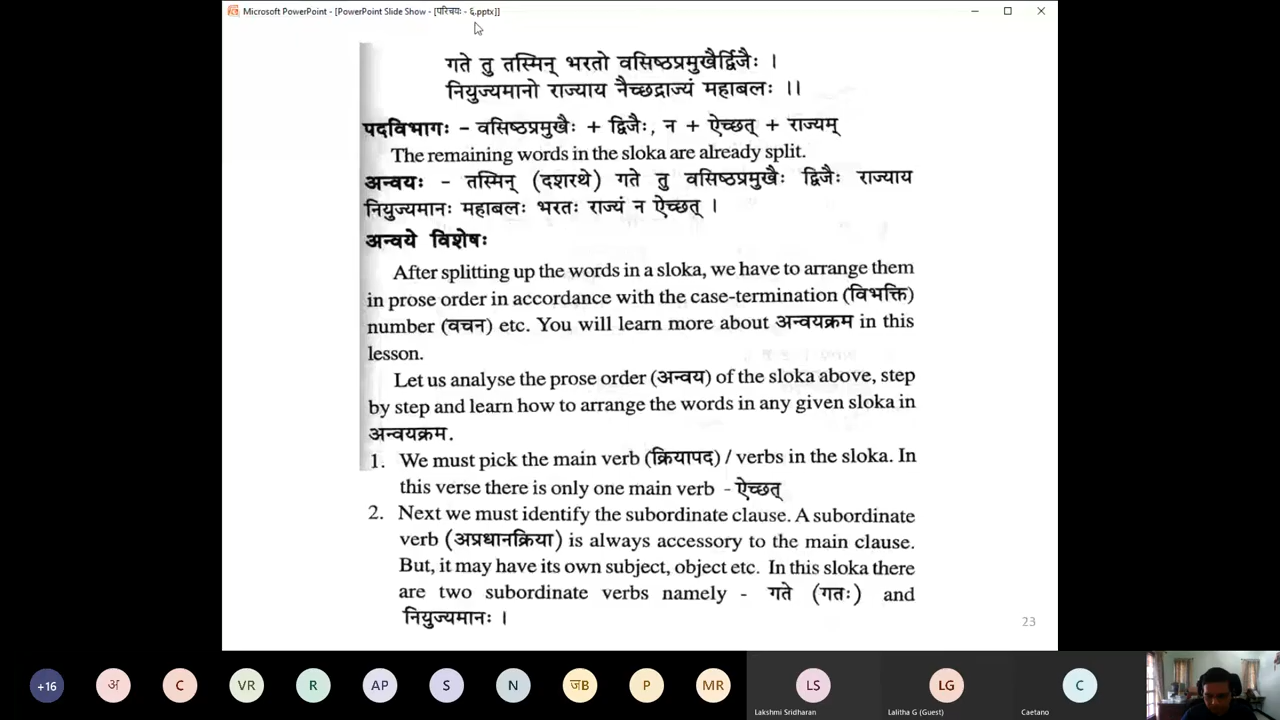 Microsoft PowerPoint - [PowerPoint Slide Show - [परिचयः - ६.pptx]]
गते तु तस्मिन् भरतो वसिष्ठप्रमुखैर्द्विजैः ।
नियुज्यमानो राज्याय नैच्छद्राज्यं महाबलः ।।
पदविभागः - वसिष्ठप्रमुखैः + द्विजैः, न + ऐच्छत् + राज्यम्
The remaining words in the sloka are already split.
अन्वयः - तस्मिन् (दशरथे) गते तु वसिष्ठप्रमुखैः द्विजैः राज्याय
नियुज्यमानः महाबलः भरतः राज्यं न ऐच्छत् ।
अन्वये विशेषः
After splitting up the words in a sloka, we have to arrange them
in prose order in accordance with the case-termination (विभक्ति)
number (वचन) etc. You will learn more about अन्वयक्रम in this
lesson.
Let us analyse the prose order (अन्वय) of the sloka above, step
by step and learn how to arrange the words in any given sloka in
अन्वयक्रम.
1. We must pick the main verb (क्रियापद) / verbs in the sloka. In
this verse there is only one main verb - ऐच्छत्
2. Next we must identify the subordinate clause. A subordinate
verb (अप्रधानक्रिया) is always accessory to the main clause.
But, it may have its own subject, object etc. In this sloka there
are two subordinate verbs namely - गते (गतः) and
नियुज्यमानः ।
23
+16 अ C VR R AP S N जB P MR LS LG C
Lakshmi Sridharan Lalitha G (Guest) Caetano